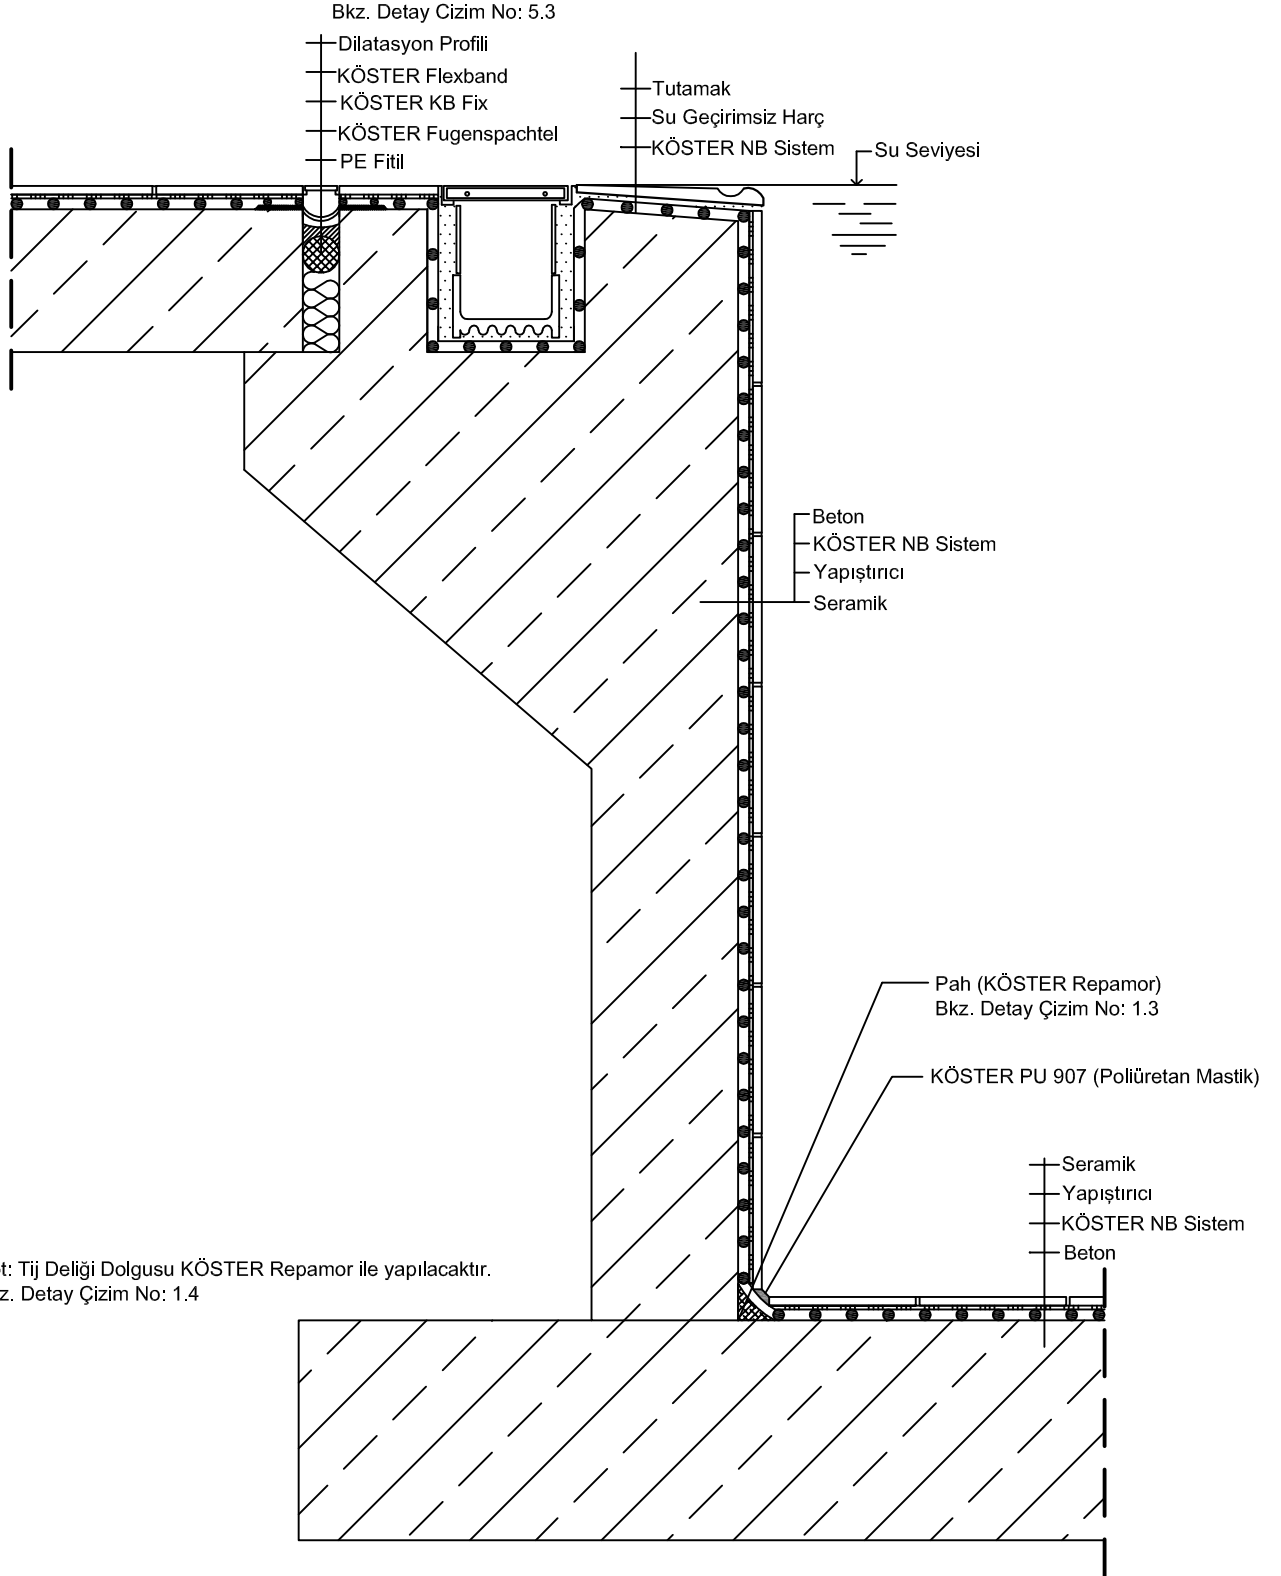 Bkz. Detay Cizim No: 5.3
Dilatasyon Profili
KÖSTER Flexband
KÖSTER KB Fix
KÖSTER Fugenspachtel
PE Fitil
Tutamak
Su Geçirimsiz Harç
KÖSTER NB Sistem
Su Seviyesi
Beton
KÖSTER NB Sistem
Yapıştırıcı
Seramik
Pah (KÖSTER Repamor)
Bkz. Detay Çizim No: 1.3
KÖSTER PU 907 (Poliüretan Mastik)
Seramik
Yapıştırıcı
KÖSTER NB Sistem
Beton
Tij Deliği Dolgusu KÖSTER Repamor ile yapılacaktır.
Detay Çizim No: 1.4